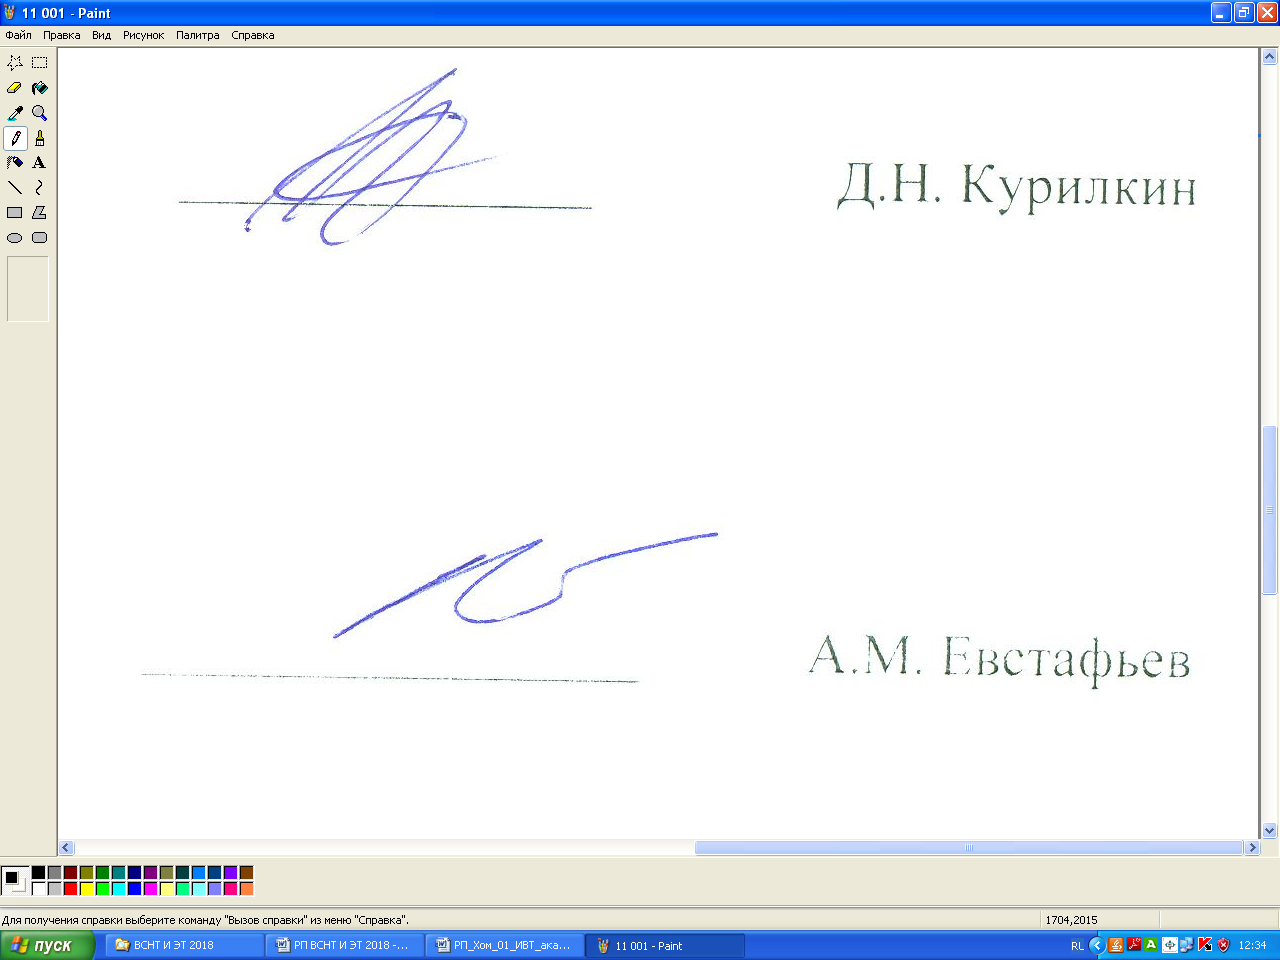 11 001 - Paint
Файл Правка Вид Рисунок Палитра Справка
Д.Н. Курилкин
А.М. Евстафьев
Для получения справки выберите команду "Вызов справки" из меню "Справка".
1704,2015
пуск
ВСНТ И ЭТ 2018
РП ВСНТ И ЭТ 2018 -...
РП_Хом_01_ИВТ_ака...
11 001 - Paint
RL
12:34